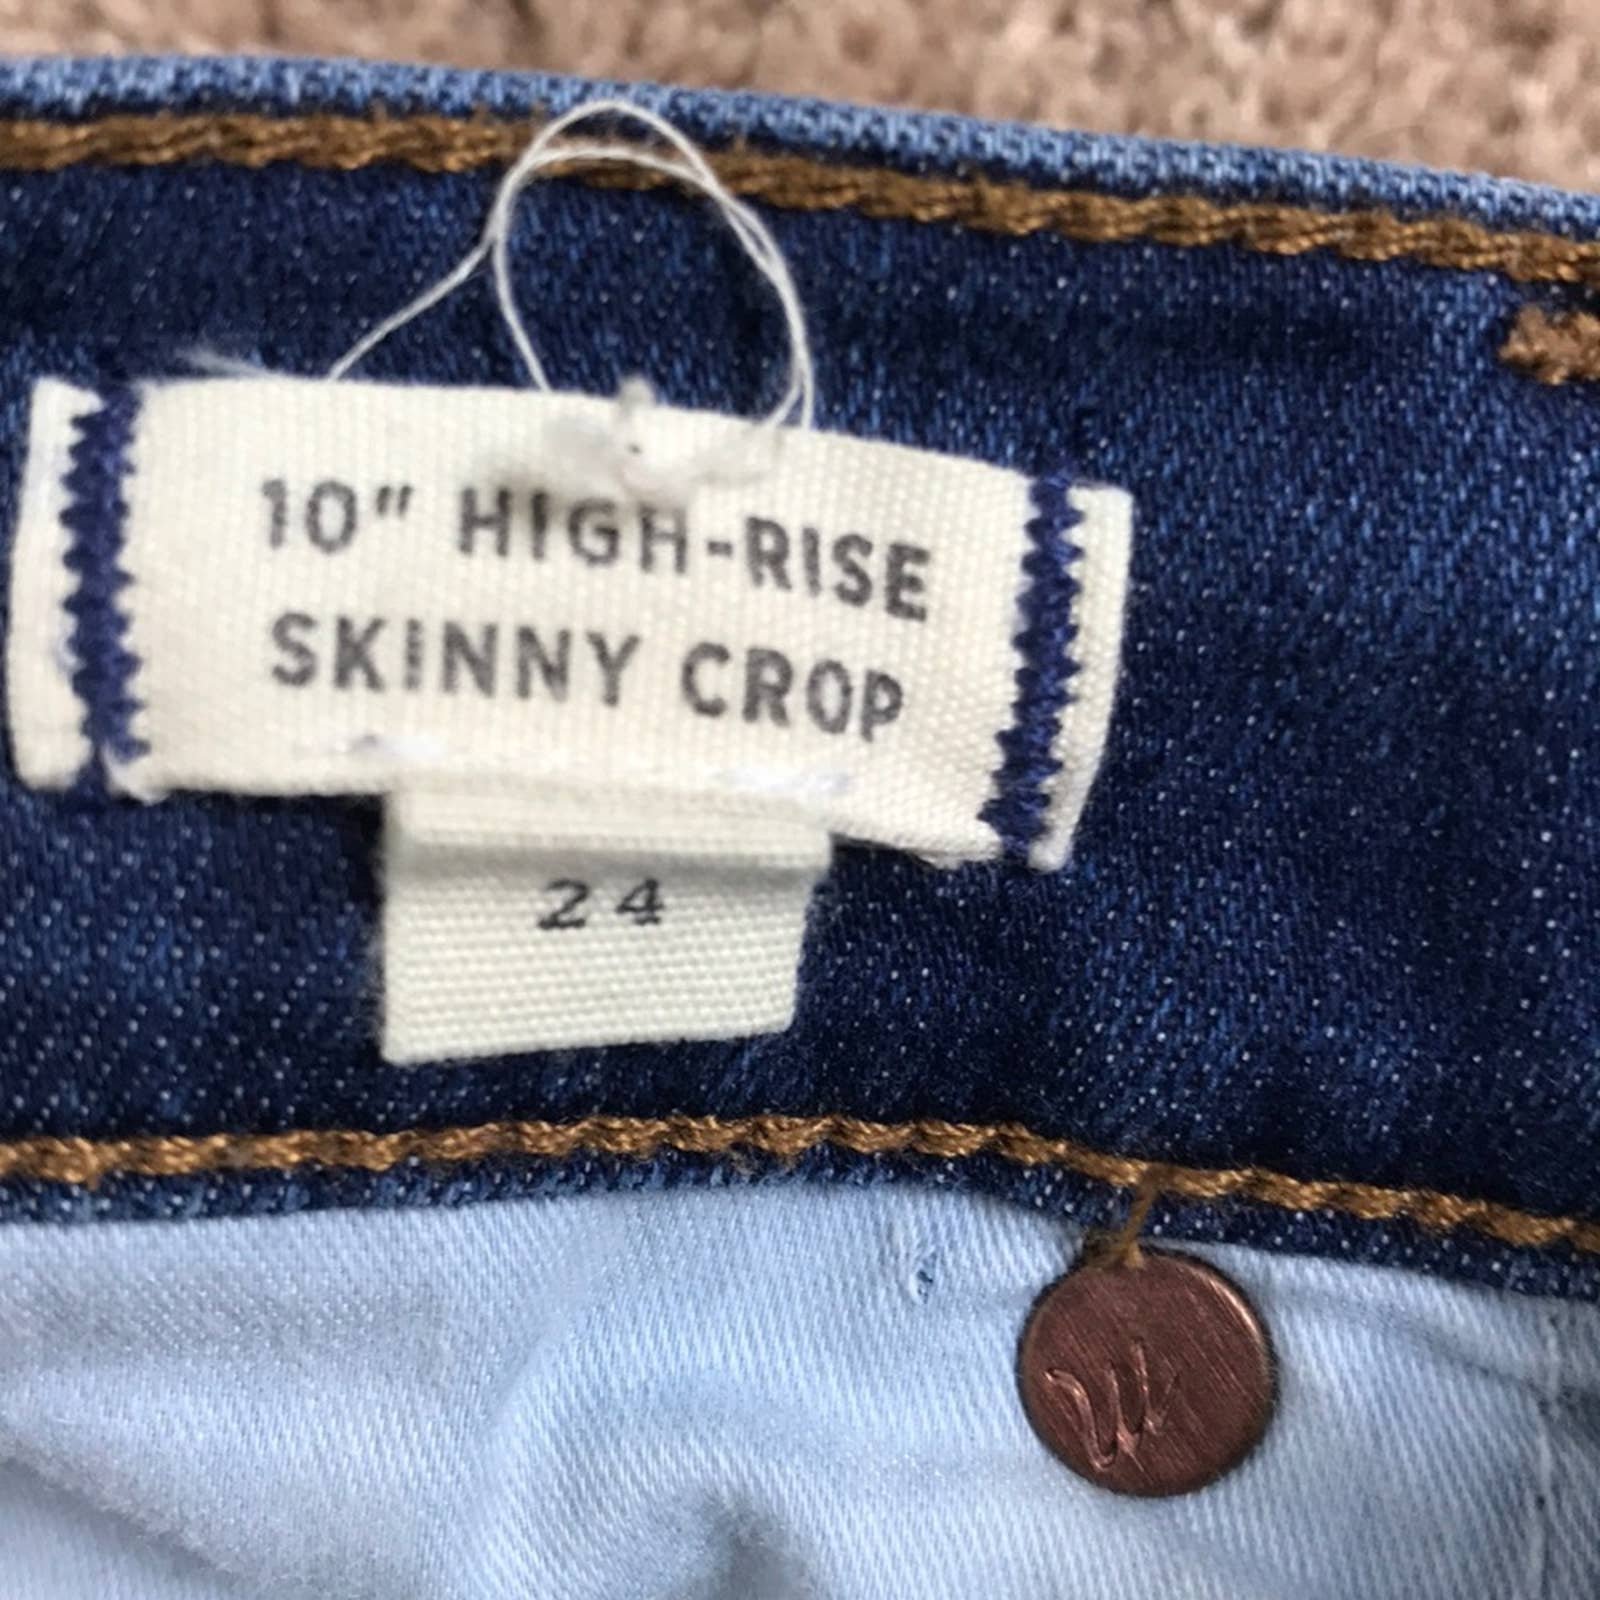 10" HIGH-RISE
SKINNY CROP
24